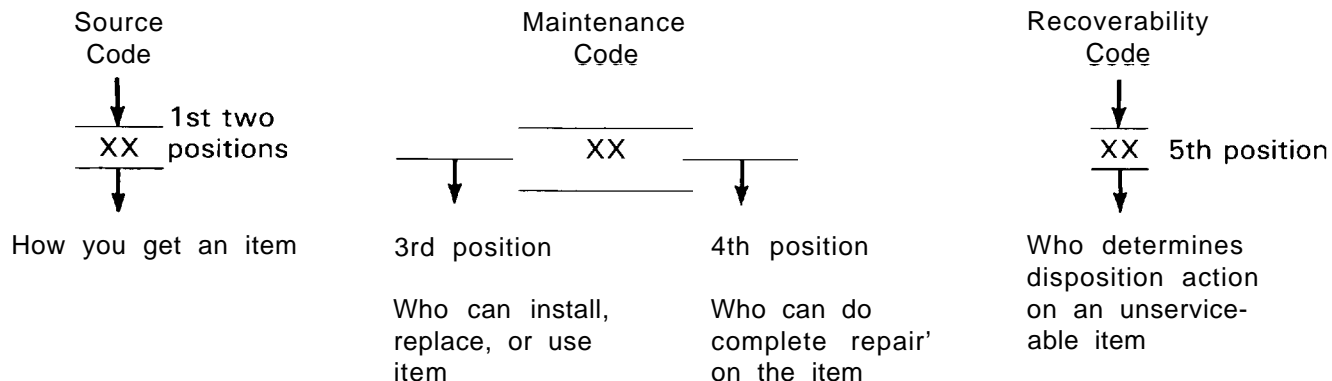 Source
Code
1st two
XX positions
How you get an item
Maintenance
Code
XX
3rd position
Who can install,
replace, or use
item
4th position
Who can do
complete repair'
on the item
Recoverability
Code
XX 5th position
Who determines
disposition action
on an unservice-
able item